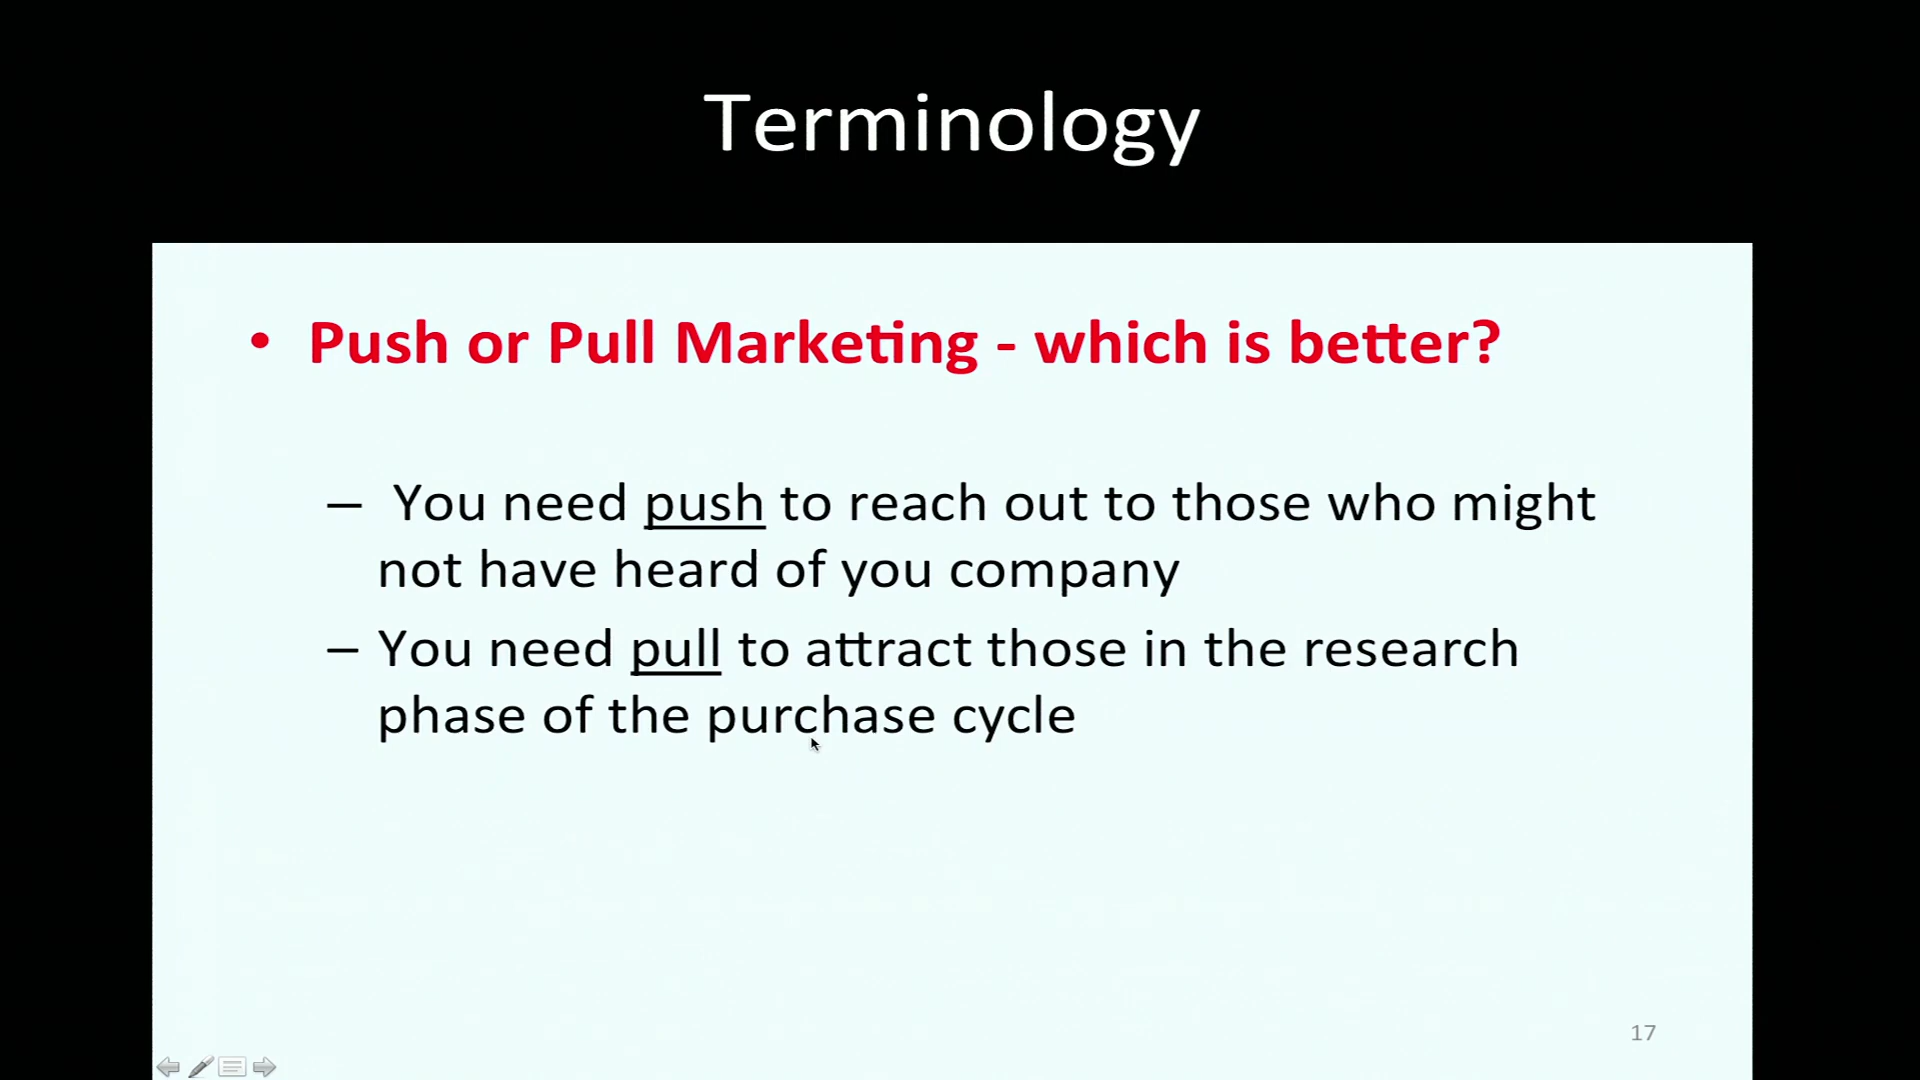 Terminology
• Push or Pull Marketing - which is better?
– You need push to reach out to those who might
not have heard of you company
– You need pull to attract those in the research
phase of the purchase cycle
17